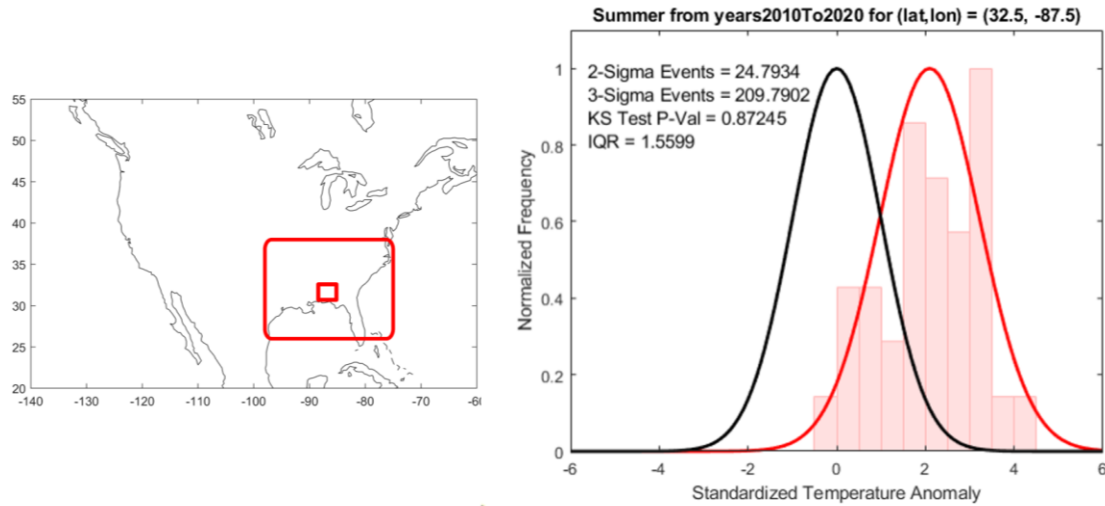 55
50
45
40
35
30
25
20
-140 -130 -120 -110 -100 -90 -80 -70 -60
Summer from years2010To2020 for (lat,lon) = (32.5, -87.5)
2-Sigma Events = 24.7934
3-Sigma Events = 209.7902
KS Test P-Val = 0.87245
IQR = 1.5599
Normalized Frequency
1
0.8
0.6
0.4
0.2
0
-6 -4 -2 0 2 4 6
Standardized Temperature Anomaly